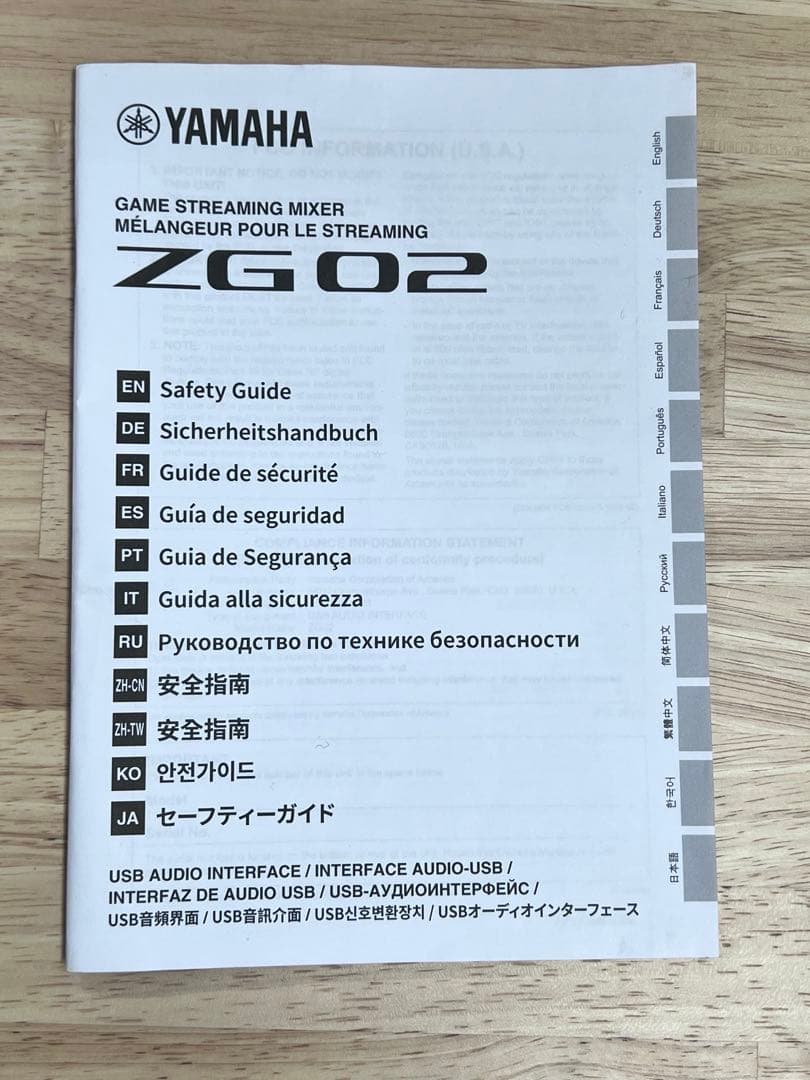 YAMAHA
GAME STREAMING MIXER
MÉLANGEUR POUR LE STREAMING
ZG02
EN Safety Guide
DE Sicherheitshandbuch
FR Guide de sécurité
ES Guía de seguridad
PT Guia de Segurança
IT Guida alla sicurezza
RU Руководство по технике безопасности
ZH-CN 安全指南
ZH-TW 安全指南
KO 안전가이드
JA セーフティーガイド
USB AUDIO INTERFACE / INTERFACE AUDIO-USB /
INTERFAZ DE AUDIO USB / USB-АУДИОИНТЕРФЕЙС /
USB音頻界面 / USB音訊介面 / USB신호변환장치 / USBオーディオインターフェース
English
Deutsch
Français
Español
Português
Italiano
Русский
简体中文
繁體中文
한국어
日本語